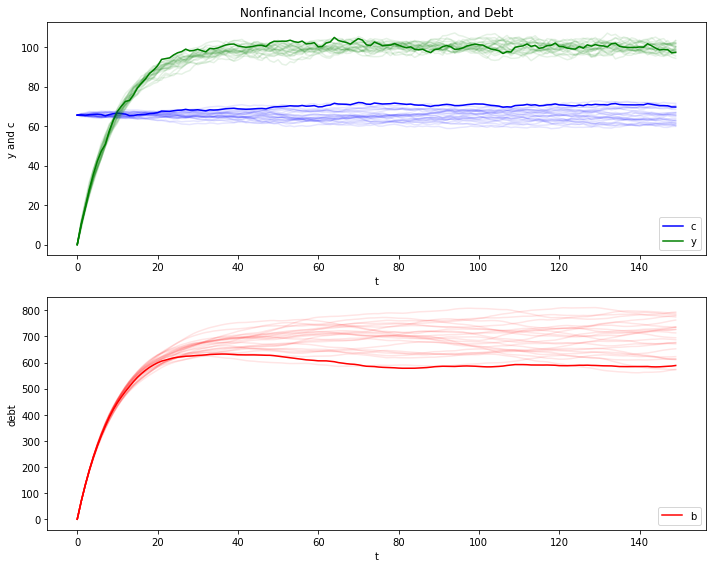 Nonfinancial Income, Consumption, and Debt
100
80
60
40
20
0
y and c
c
y
0 20 40 60 80 100 120 140
t
800
700
600
500
400
300
200
100
0
debt
b
0 20 40 60 80 100 120 140
t